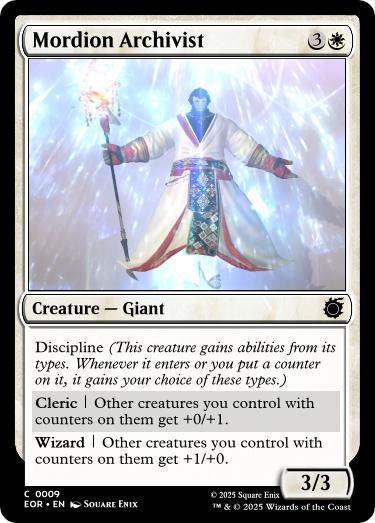 Mordion Archivist 3
Creature — Giant
Discipline (This creature gains abilities from its
types. Whenever it enters or you put a counter
on it, it gains your choice of these types.)
Cleric | Other creatures you control with
counters on them get +0/+1.
Wizard | Other creatures you control with
counters on them get +1/+0.
3/3
C 0009
EOR • EN Square Enix
© 2025 Square Enix
™ & © 2025 Wizards of the Coast